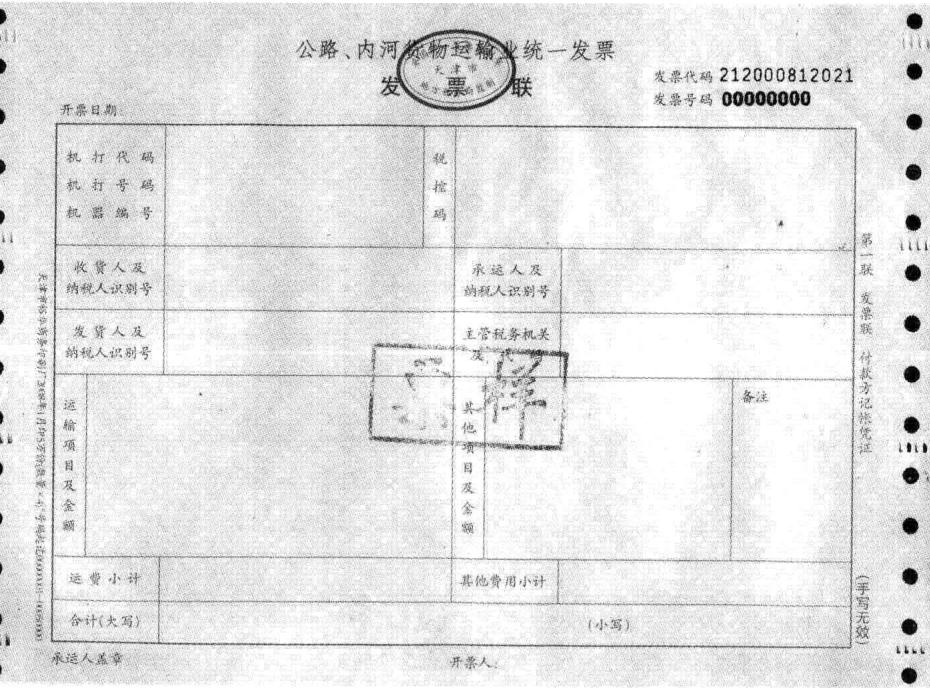 公路、内河货物运输业统一发票
天津市
发票联
发票代码 212000812021
发票号码 00000000
开票日期
机打代码
机打号码
机器编号
税控码
收货人及
纳税人识别号
承运人及
纳税人识别号
发货人及
纳税人识别号
主管税务机关
及代码
运输项目及金额
其他项目及金额
备注
样
运费小计
其他费用小计
合计(大写)
(小写)
承运人盖章
开票人:
第一联 发票联 付款方记帐凭证
(手写无效)